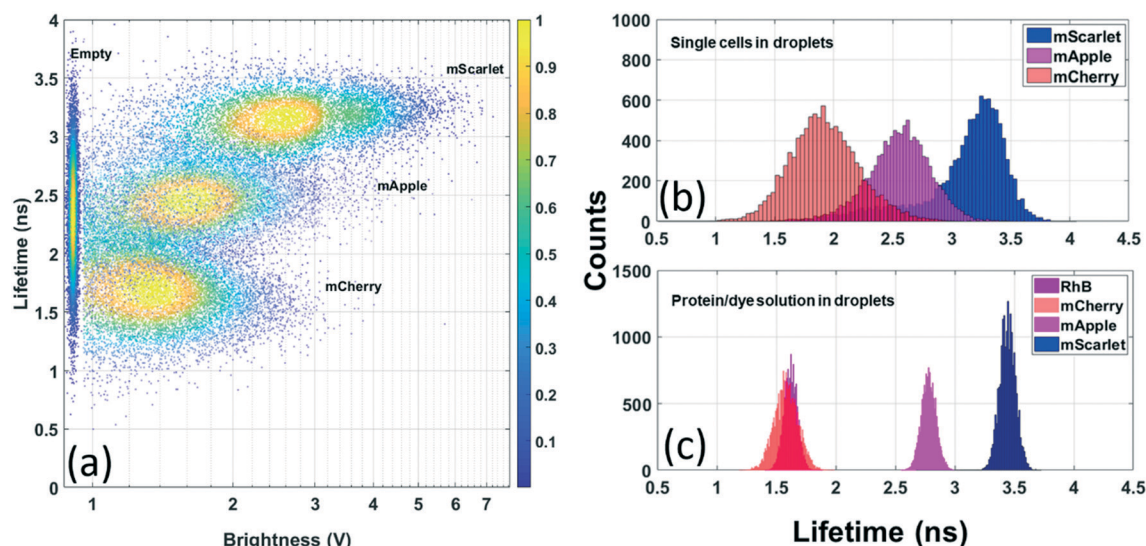 4
3.5
3
2.5
2
1.5
1
0.5
0
Lifetime (ns)
Empty
mScarlet
mApple
mCherry
(a)
1 2 3 4 5 6 7
Brightness (V)
1
0.9
0.8
0.7
0.6
0.5
0.4
0.3
0.2
0.1
Counts
1000
800
600
400
200
0
Single cells in droplets
mScarlet
mApple
mCherry
(b)
0.5 1 1.5 2 2.5 3 3.5 4 4.5
1500
1000
500
0
Protein/dye solution in droplets
RhB
mCherry
mApple
mScarlet
(c)
0.5 1 1.5 2 2.5 3 3.5 4 4.5
Lifetime (ns)